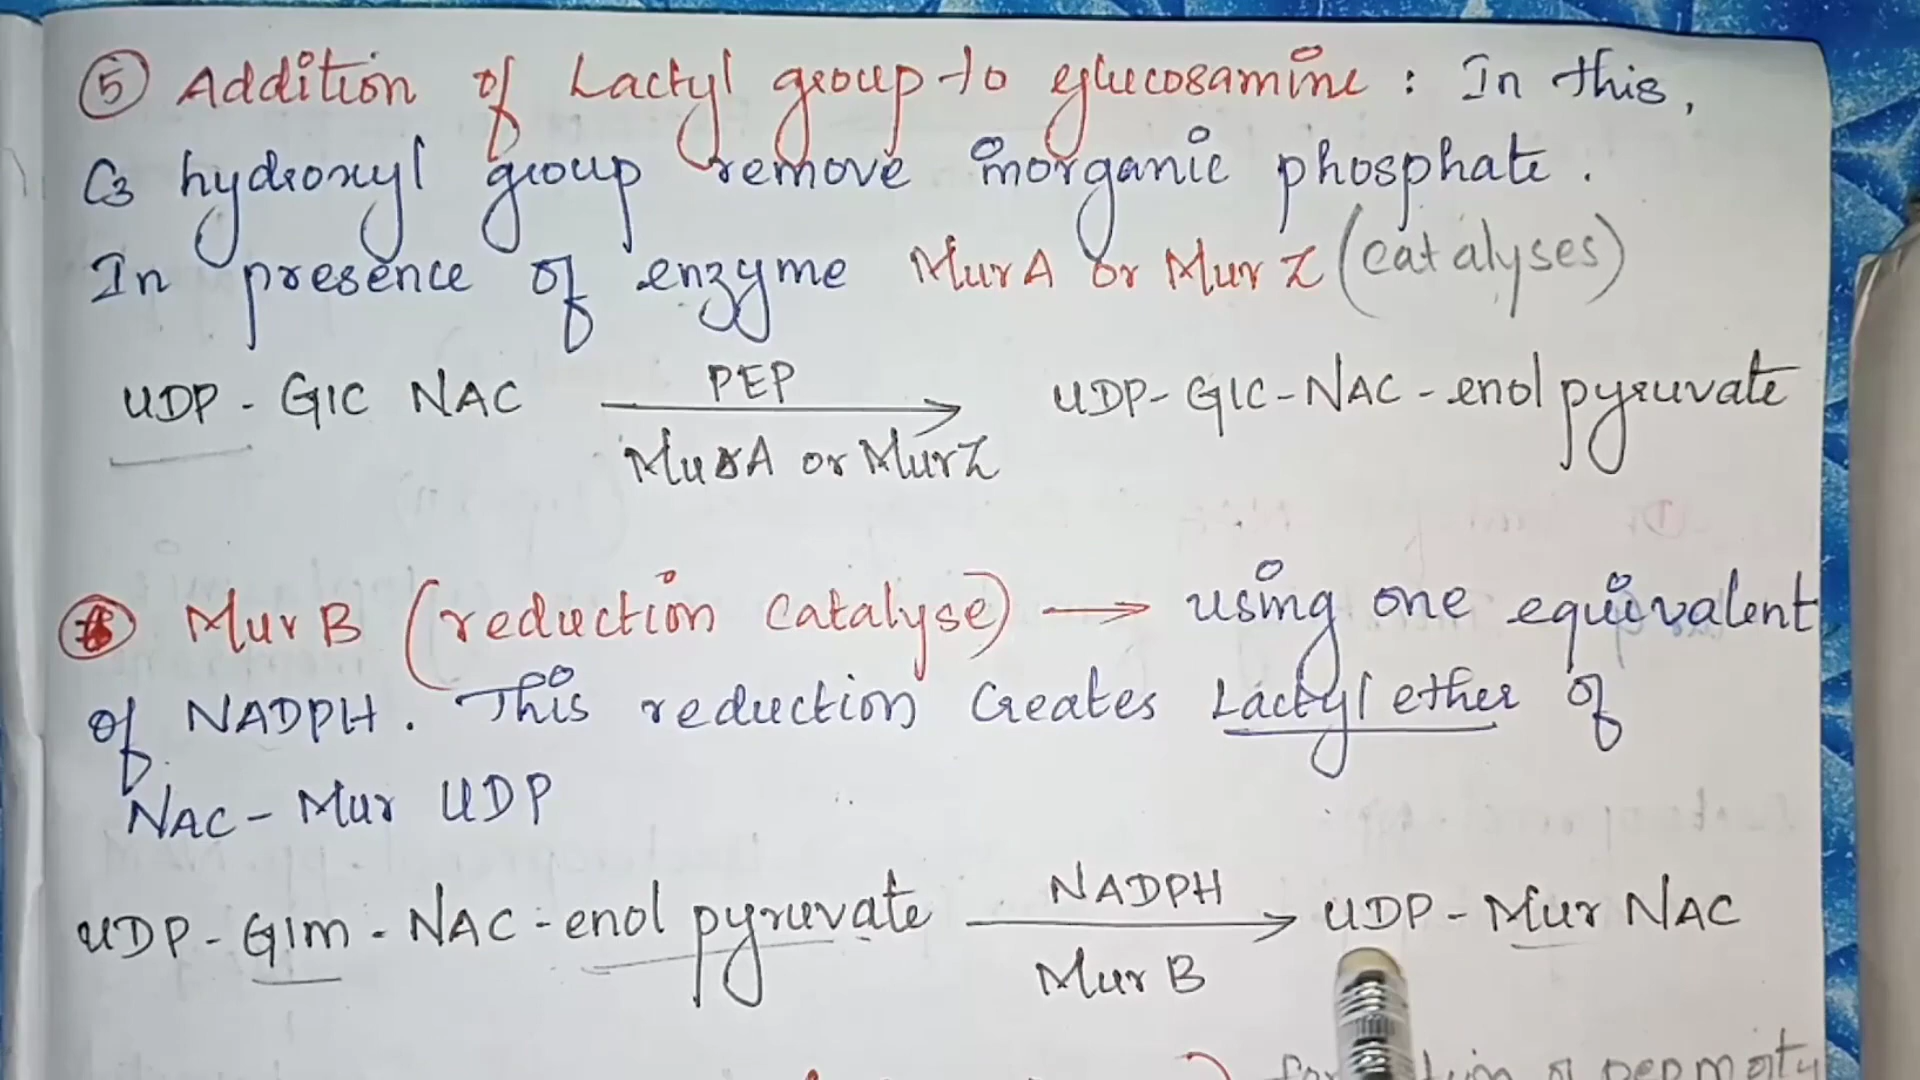 ⑤ Addition of Lactyl group to glucosamine : In this,
C3 hydroxyl group remove inorganic phosphate.
In presence of enzyme MurA or MurZ (catalyses)
UDP - GlC NAC PEP UDP- GlC-NAC - enol pyruvate
MurA or MurZ
MurB (reduction catalyse) → using one equivalent
of NADPH. This reduction creates Lactyl ether of
NAC- Mur UDP
UDP - Glm - NAC - enol pyruvate NADPH → UDP - Mur NAC
Mur B